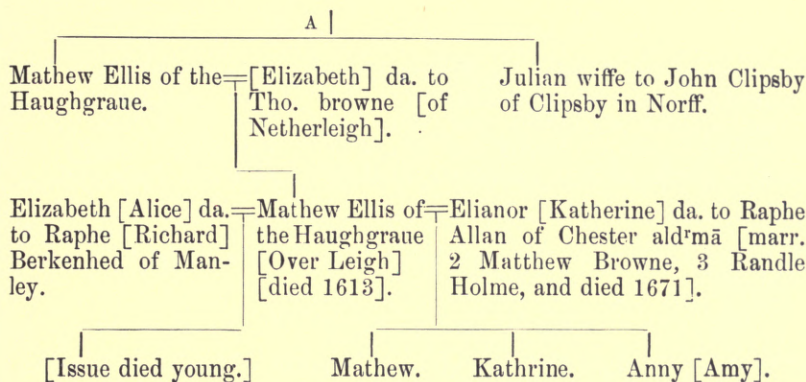 A
Mathew Ellis of the
Haughgraue.
[Elizabeth] da. to
Tho. browne [of
Netherleigh].
Julian wiffe to John Clipsby
of Clipsby in Norff.
Elizabeth [Alice] da.
to Raphe [Richard]
Berkenhed of Man-
ley.
Mathew Ellis of
the Haughgraue
[Over Leigh]
[died 1613].
Elianor [Katherine] da. to Raphe
Allan of Chester aldʳmā [marr.
2 Matthew Browne, 3 Randle
Holme, and died 1671].
[Issue died young.]
Mathew.
Kathrine.
Anny [Amy].